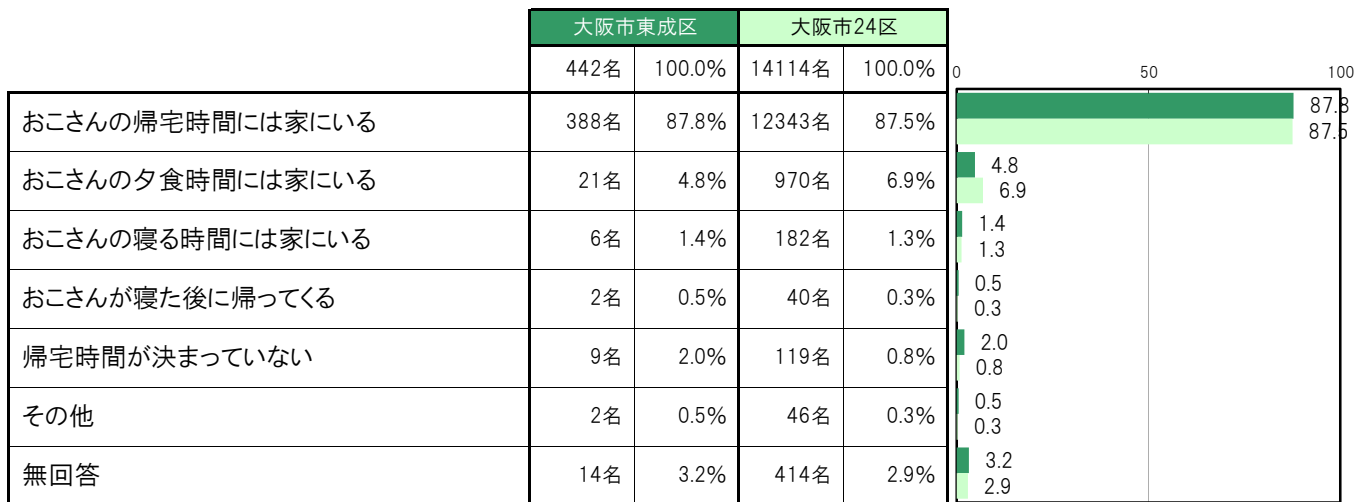 大阪市東成区 大阪市24区
442名 100.0% 14114名 100.0%
0 50 100
おこさんの帰宅時間には家にいる 388名 87.8% 12343名 87.5%
87.8
87.5
おこさんの夕食時間には家にいる 21名 4.8% 970名 6.9%
4.8
6.9
おこさんの寝る時間には家にいる 6名 1.4% 182名 1.3%
1.4
1.3
おこさんが寝た後に帰ってくる 2名 0.5% 40名 0.3%
0.5
0.3
帰宅時間が決まっていない 9名 2.0% 119名 0.8%
2.0
0.8
その他 2名 0.5% 46名 0.3%
0.5
0.3
無回答 14名 3.2% 414名 2.9%
3.2
2.9